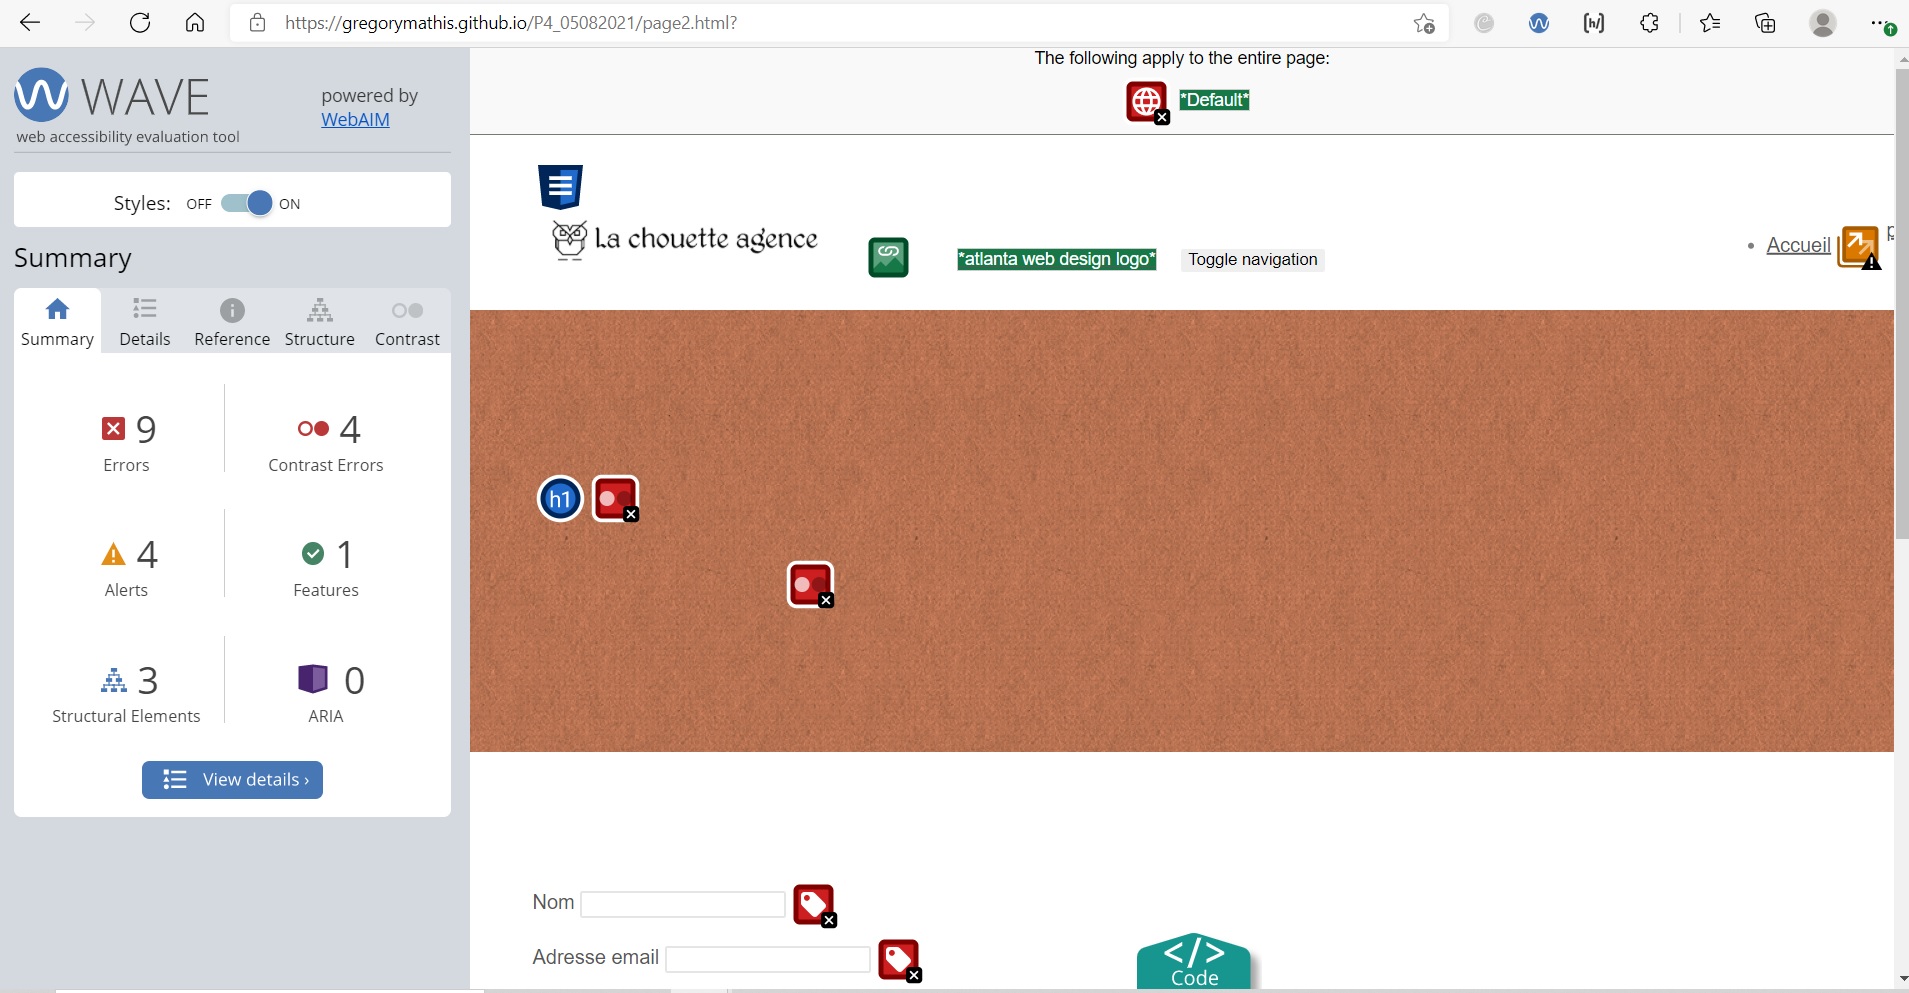 https://gregorymathis.github.io/P4_05082021/page2.html?
WAVE
web accessibility evaluation tool
powered by
WebAIM
Styles: OFF ON
Summary
Summary Details Reference Structure Contrast
9
Errors
4
Contrast Errors
4
Alerts
1
Features
3
Structural Elements
0
ARIA
View details ›
The following apply to the entire page:
*Default*
La chouette agence
*atlanta web design logo*
Toggle navigation
• Accueil
h1
Nom
Adresse email
</>
Code